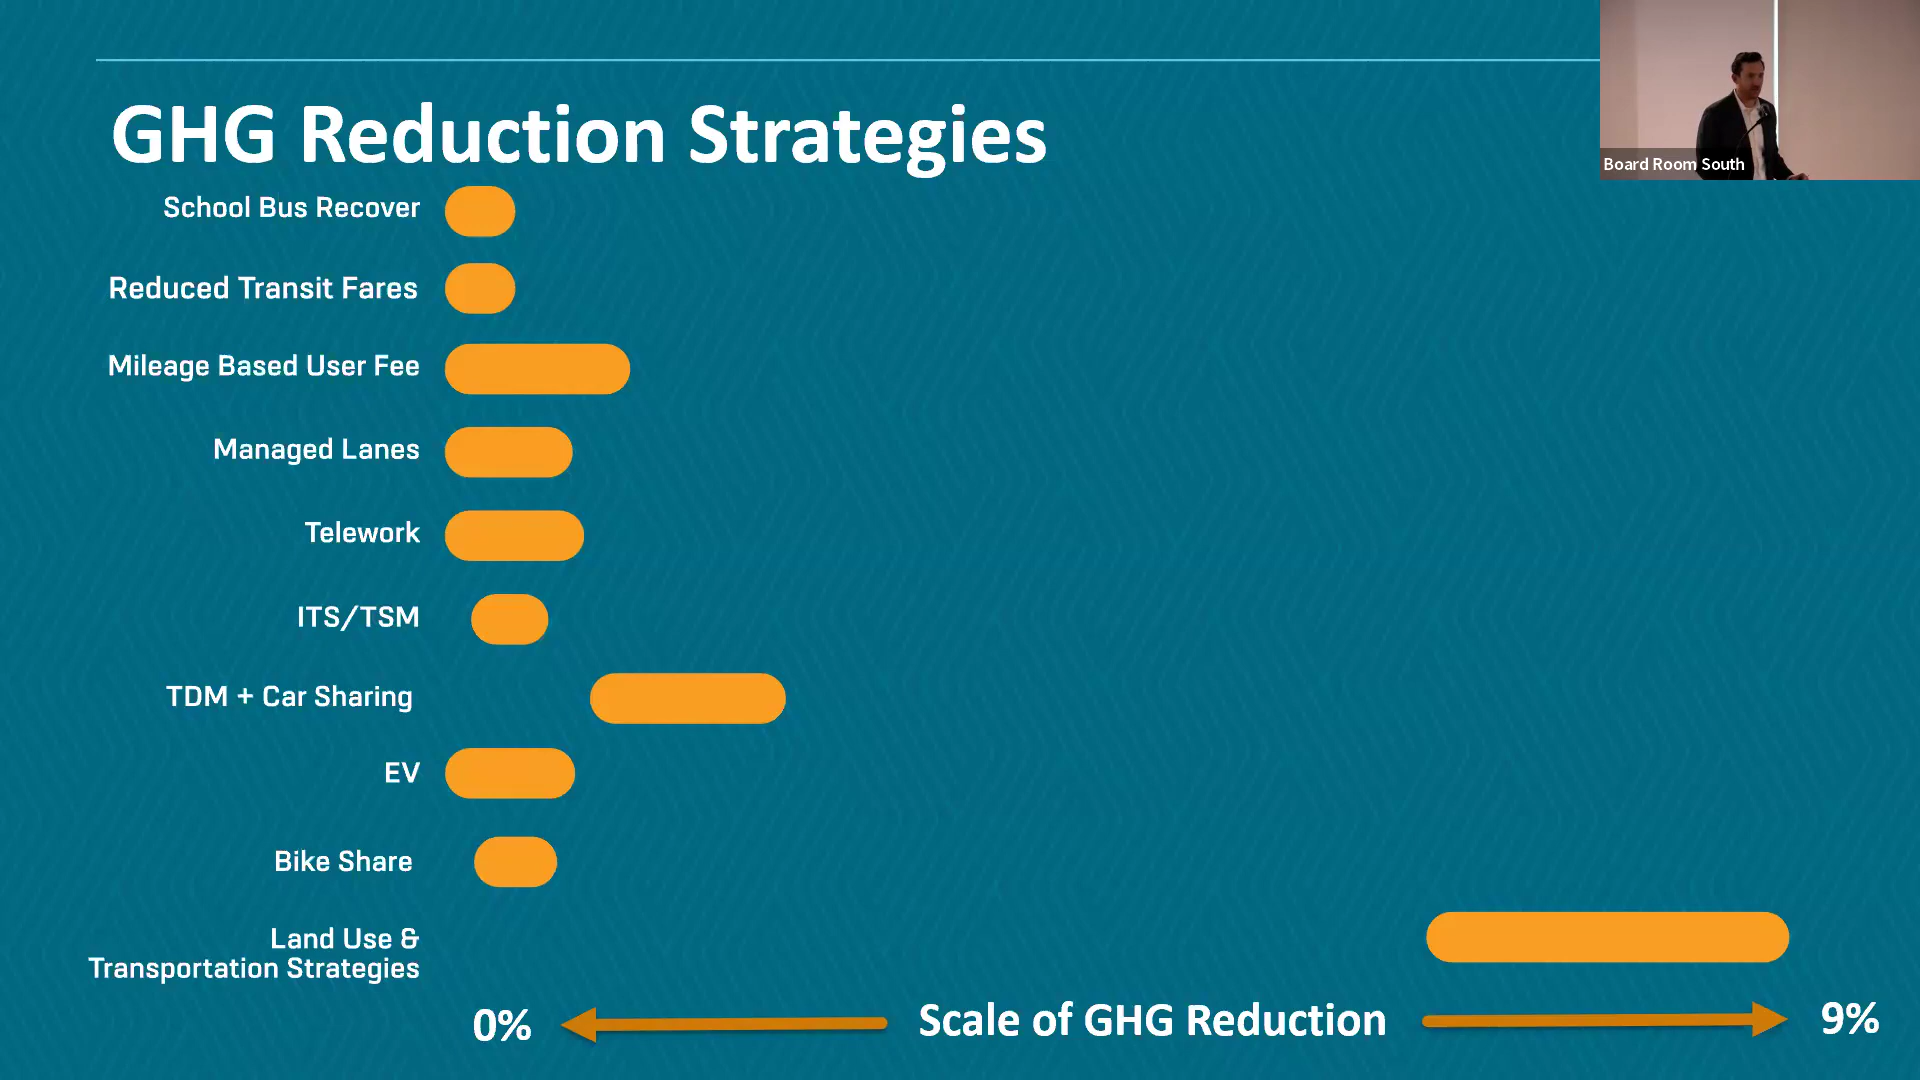 GHG Reduction Strategies
Board Room South
School Bus Recover
Reduced Transit Fares
Mileage Based User Fee
Managed Lanes
Telework
ITS/TSM
TDM + Car Sharing
EV
Bike Share
Land Use &
Transportation Strategies
0%
Scale of GHG Reduction
9%